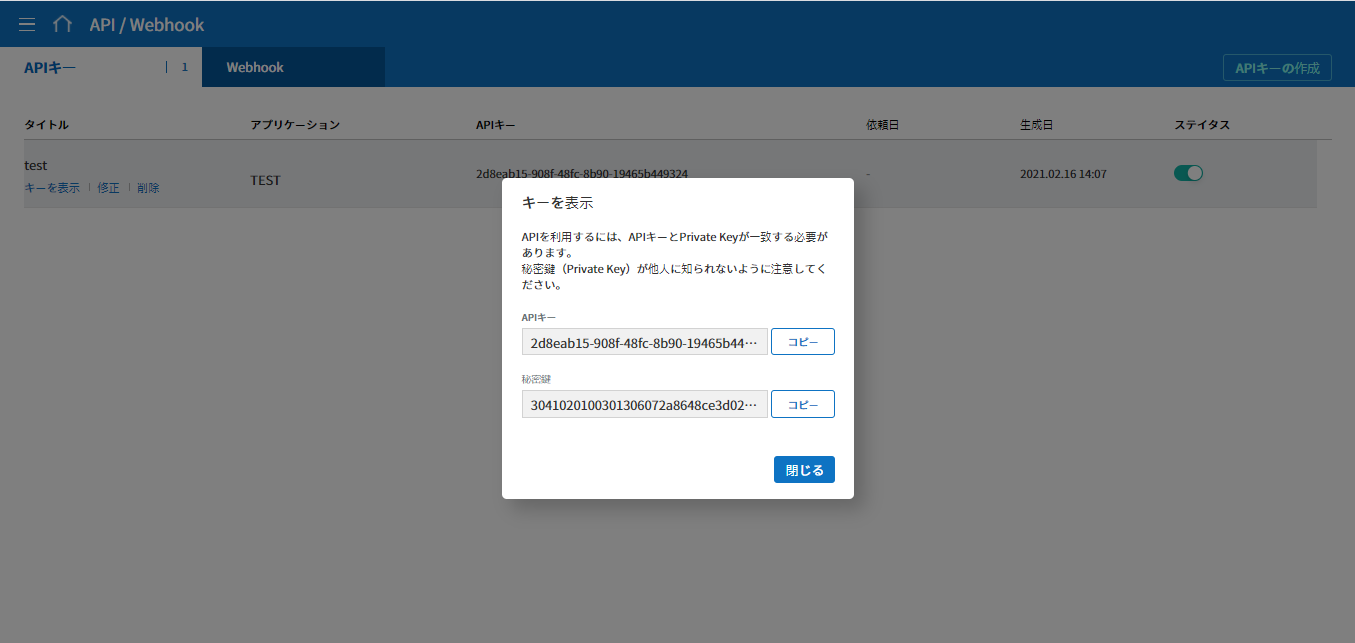 API / Webhook
APIキー 1
Webhook
APIキーの作成
タイトル アプリケーション APIキー 依頼日 生成日 ステイタス
test
キーを表示 修正 削除
TEST
2d8eab15-908f-48fc-8b90-19465b449324
-
2021.02.16 14:07
キーを表示
APIを利用するには、APIキーとPrivate Keyが一致する必要が
あります。
秘密鍵（Private Key）が他人に知られないように注意してく
ださい。
APIキー
2d8eab15-908f-48fc-8b90-19465b44… コピー
秘密鍵
3041020100301306072a8648ce3d02… コピー
閉じる